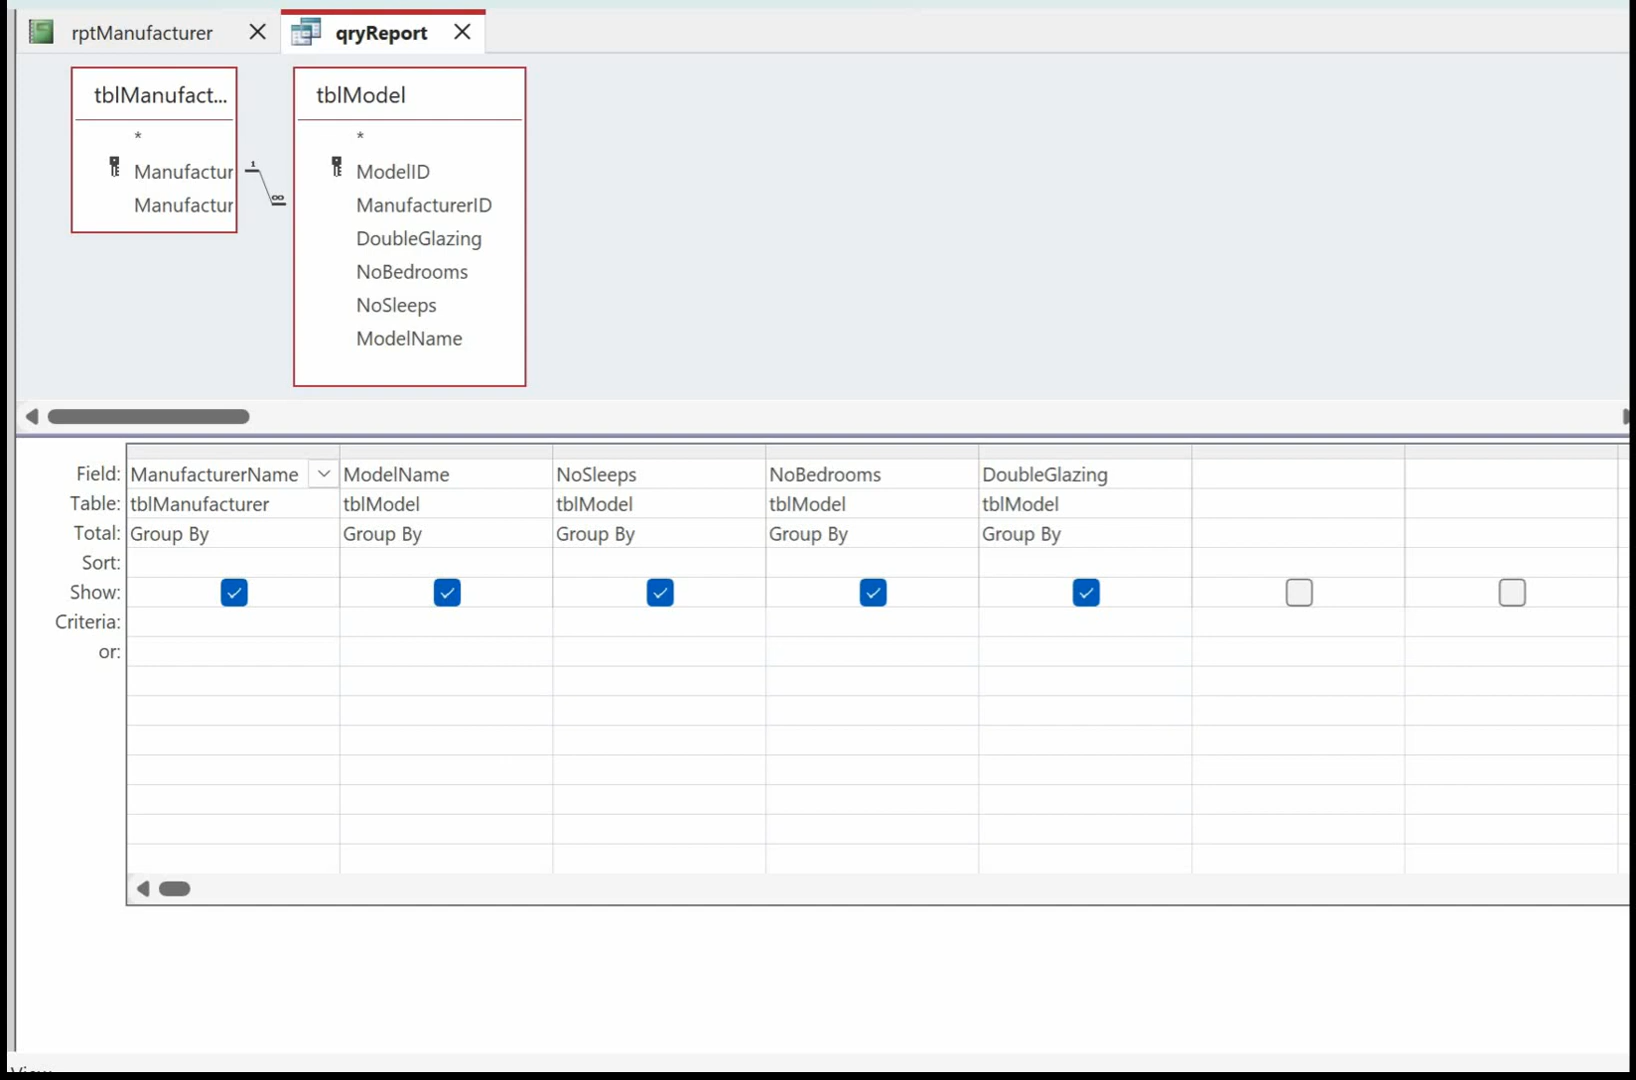 rptManufacturer
qryReport
tblManufact...
*
Manufactur
Manufactur
1
∞
tblModel
*
ModelID
ManufacturerID
DoubleGlazing
NoBedrooms
NoSleeps
ModelName
Field: ManufacturerName ModelName NoSleeps NoBedrooms DoubleGlazing
Table: tblManufacturer tblModel tblModel tblModel tblModel
Total: Group By Group By Group By Group By Group By
Sort:
Show:
Criteria:
or: